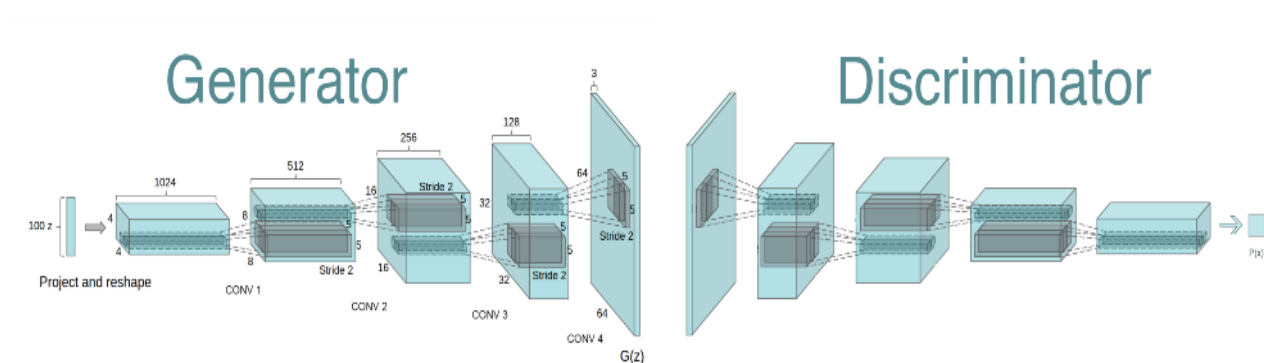 Generator
Discriminator
100 z
Project and reshape
1024
4
4
CONV 1
512
8
8
5
5
Stride 2
CONV 2
256
16
16
Stride 2
5
5
CONV 3
128
32
32
5
5
Stride 2
CONV 4
3
64
64
5
5
Stride 2
G(z)
P(x)